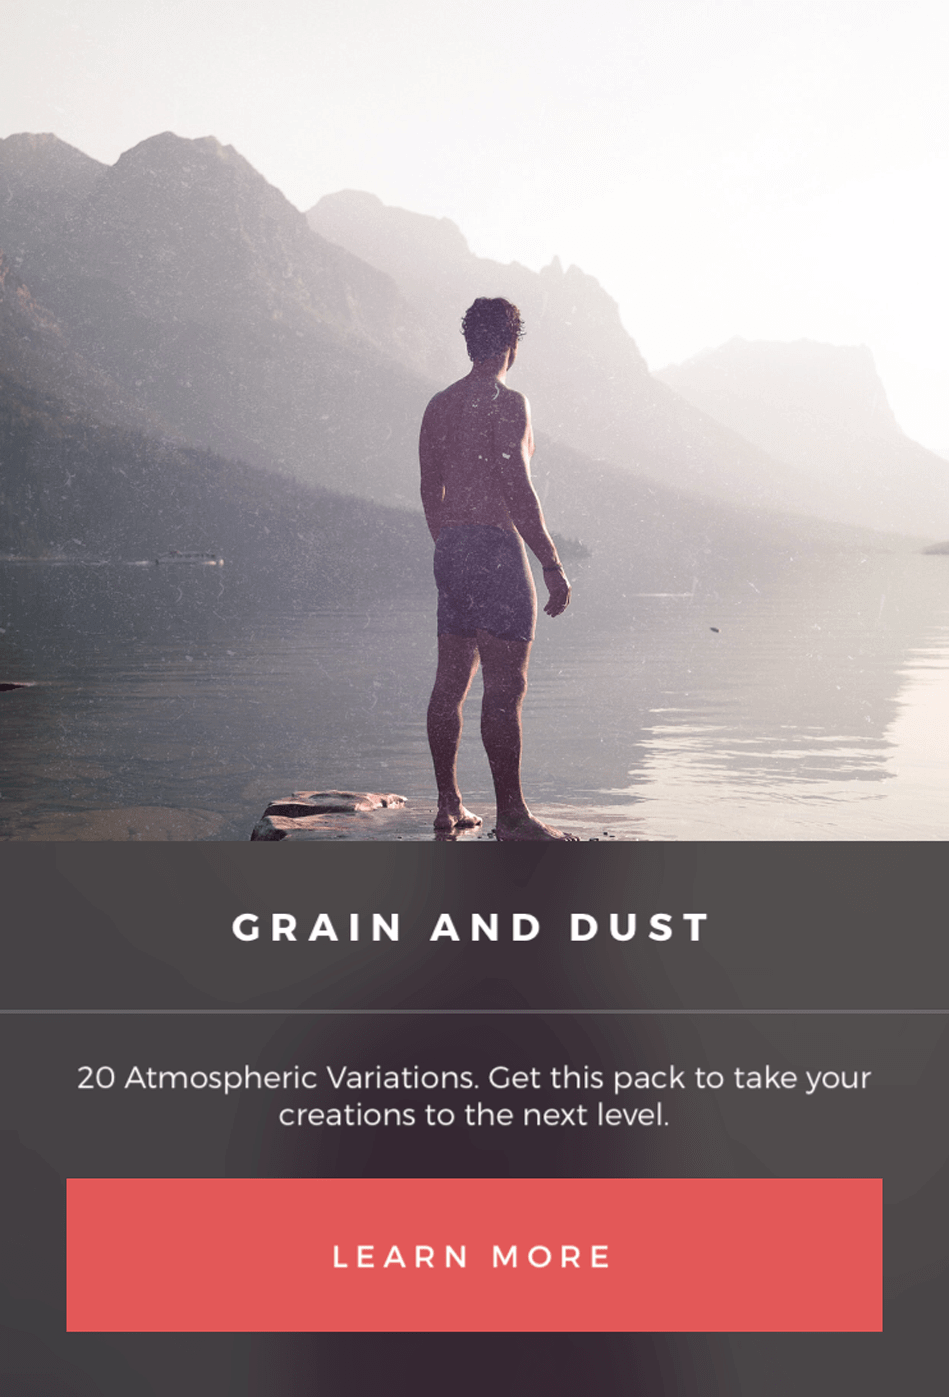 GRAIN AND DUST
20 Atmospheric Variations. Get this pack to take your
creations to the next level.
LEARN MORE